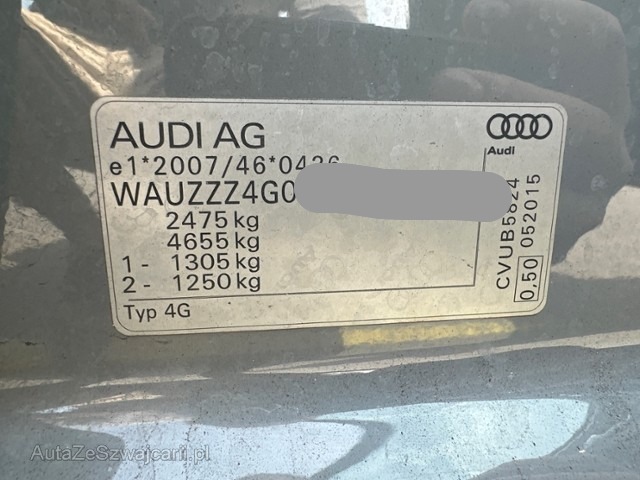 AUDI AG
e1*2007/46*0426
WAUZZZ4G0
2475 kg
4655 kg
1 - 1305 kg
2 - 1250 kg
Typ 4G
Audi
CVUB5824
0,50 052015
AutaZeSzwajcarii.pl